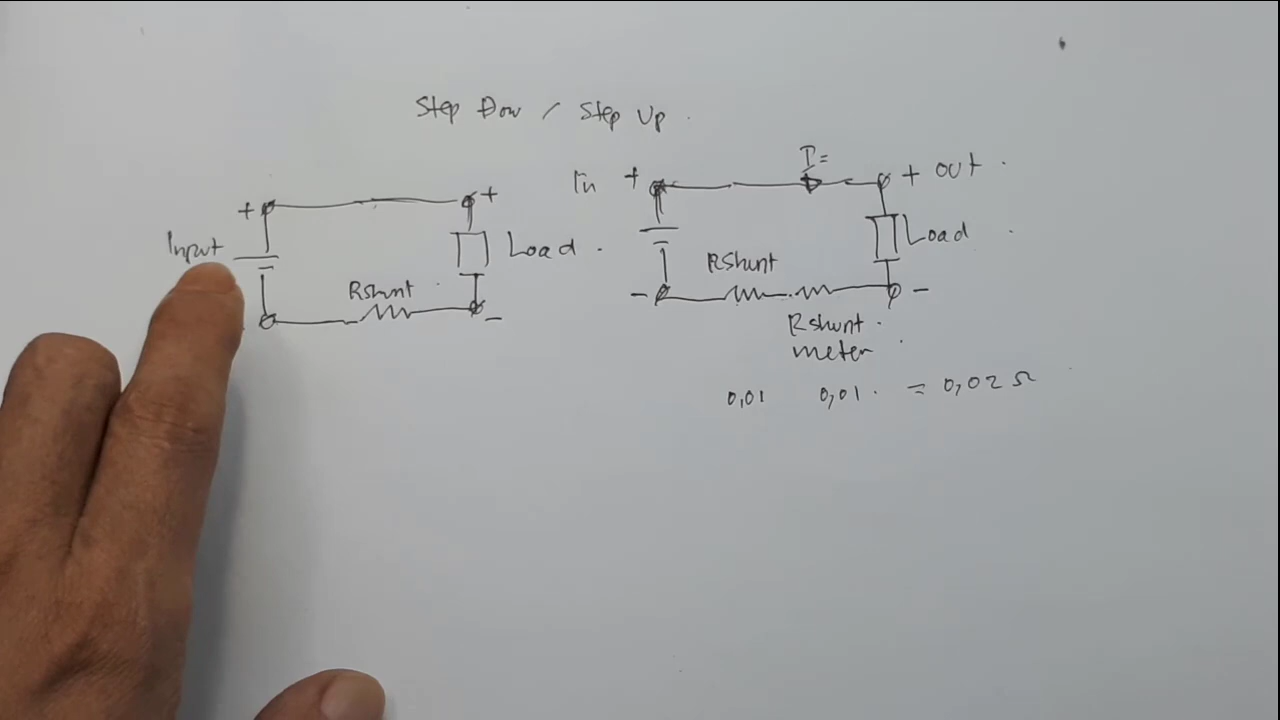 Step Dow / Step Up
+ +
Input
Load
Rshunt
-
In + I= + out
Load
Rshunt
- -
Rshunt
meter
0,01 0,01 = 0,02 Ω